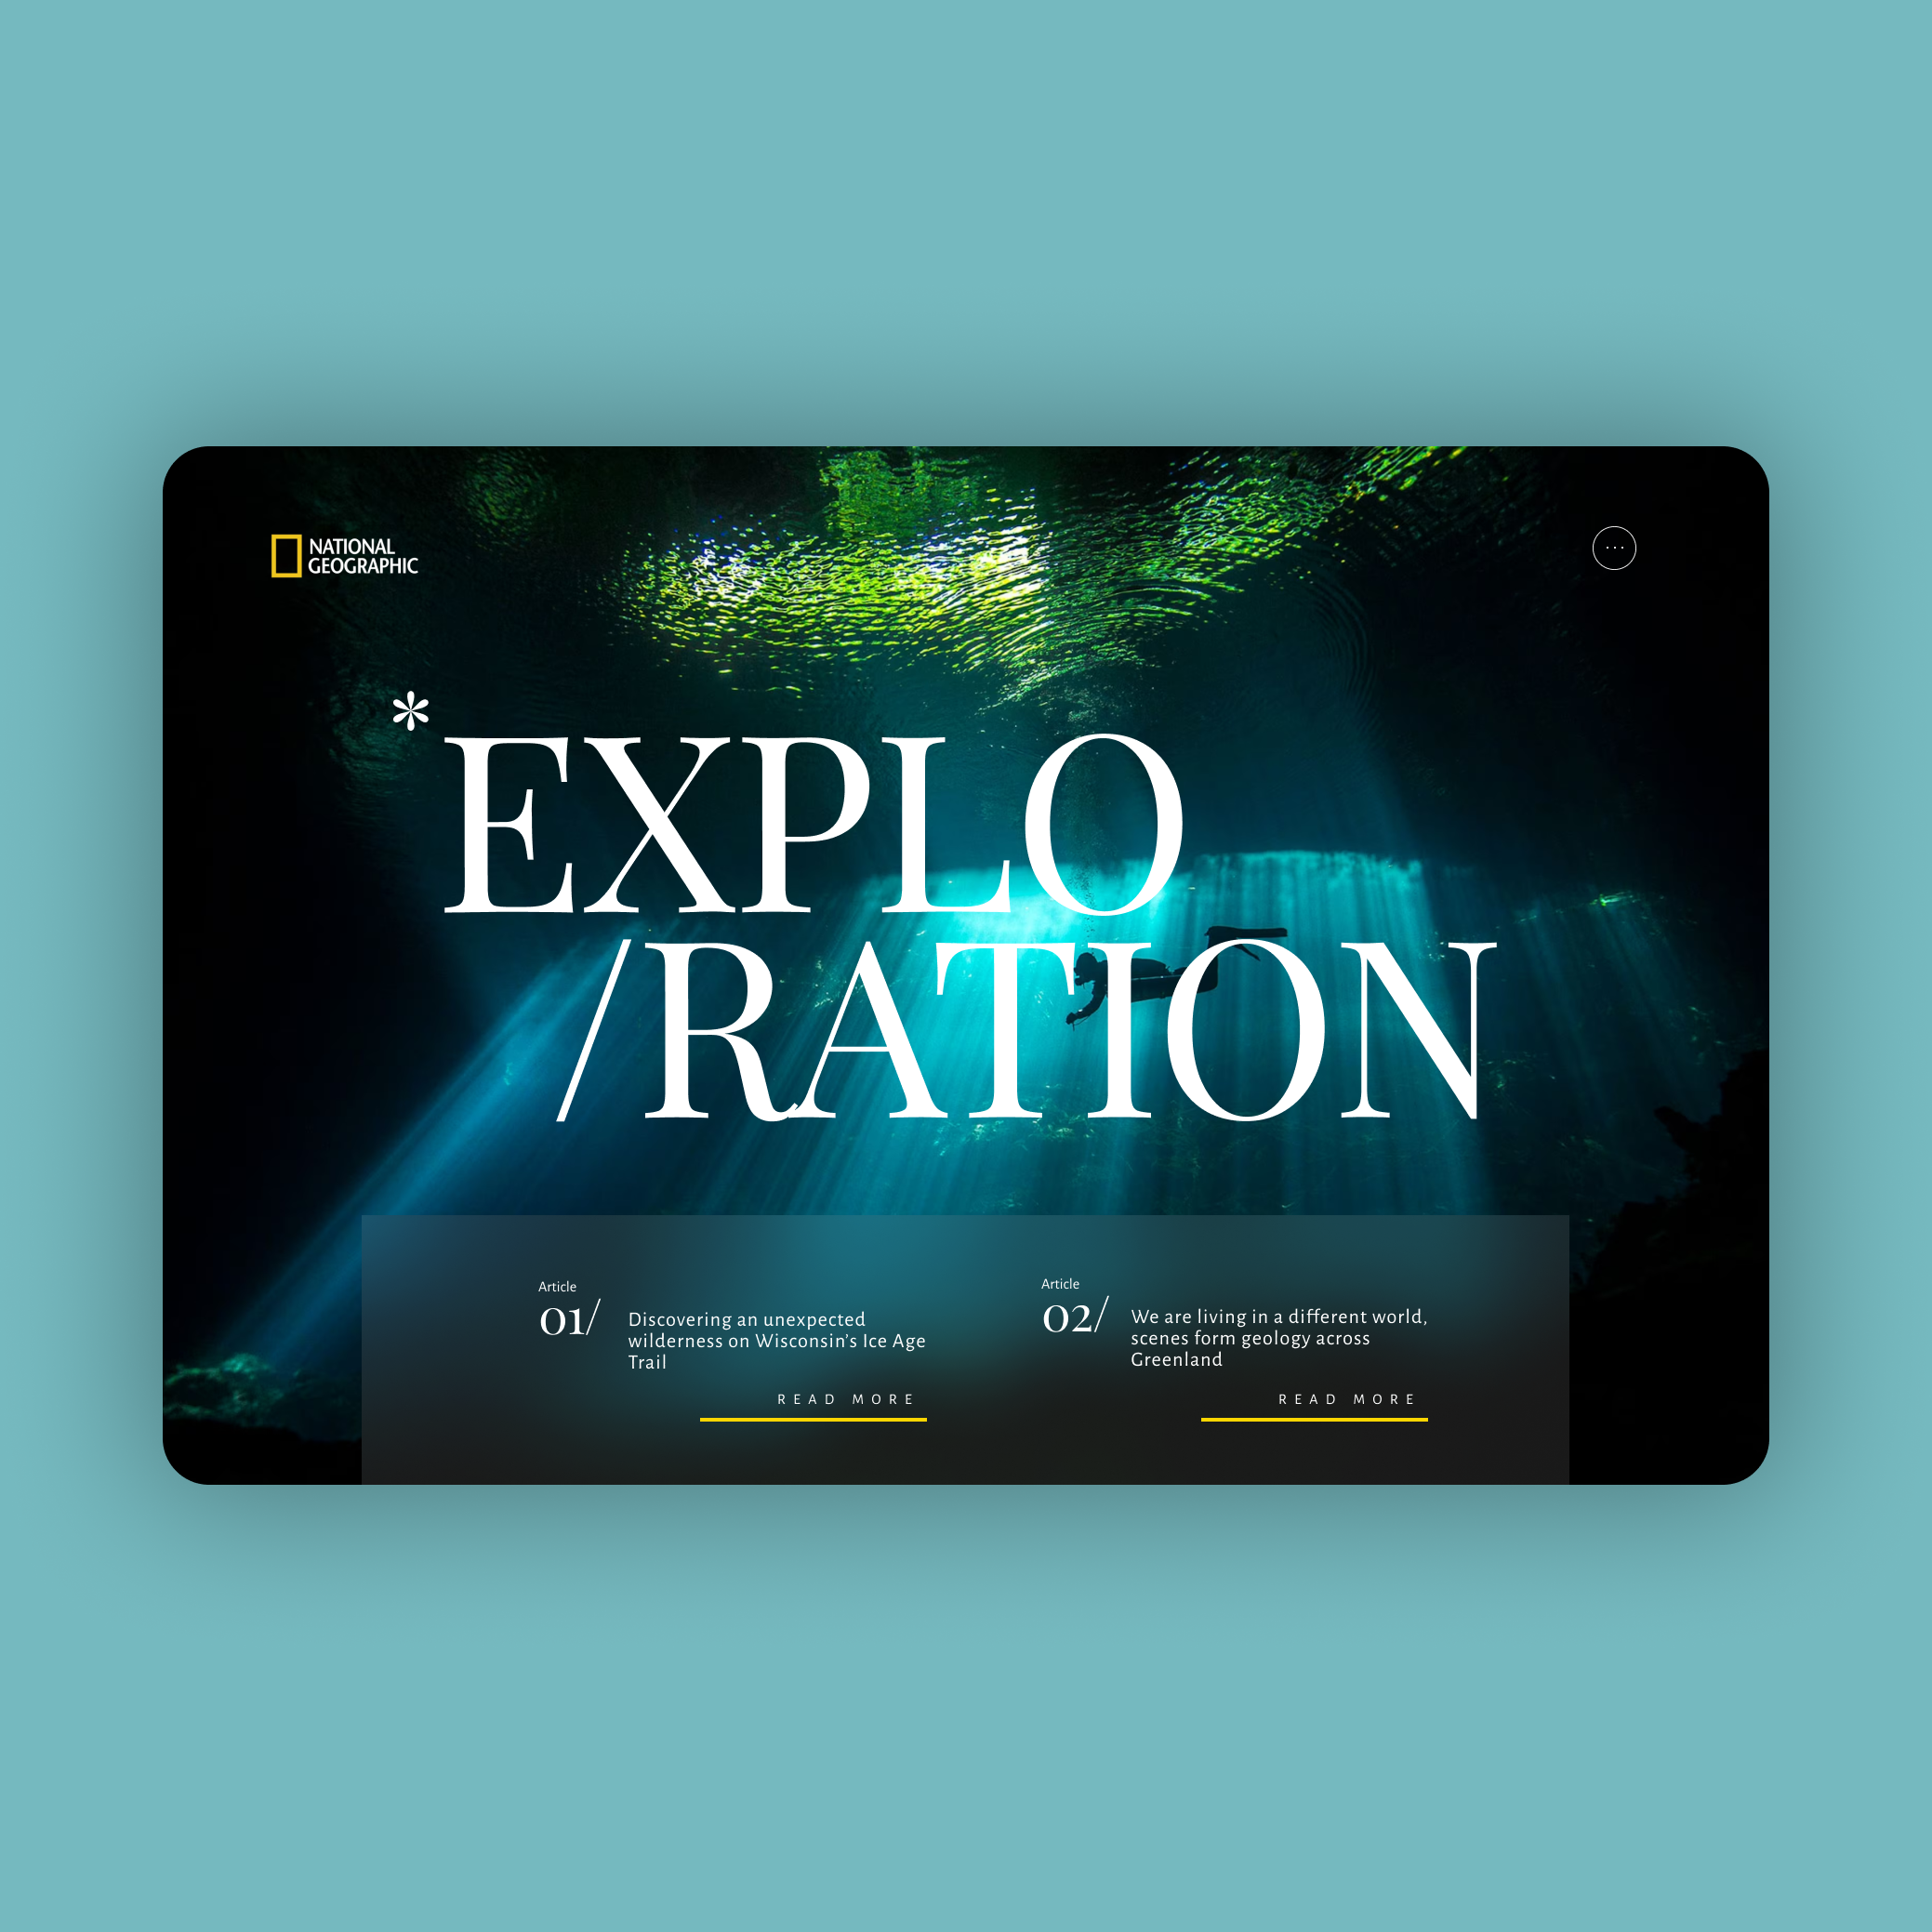 NATIONAL
GEOGRAPHIC
...
*EXPLO
/RATION
Article
01/
Discovering an unexpected
wilderness on Wisconsin’s Ice Age
Trail
READ MORE
Article
02/
We are living in a different world,
scenes form geology across
Greenland
READ MORE